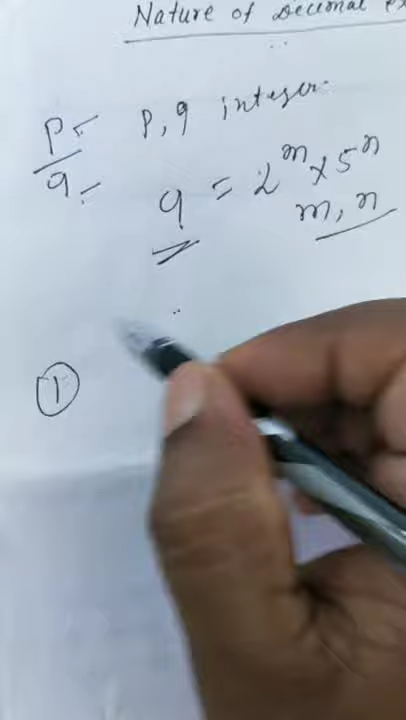 Nature of Decimal
p/q p, q integer
q = 2^m × 5^n
m, n
①